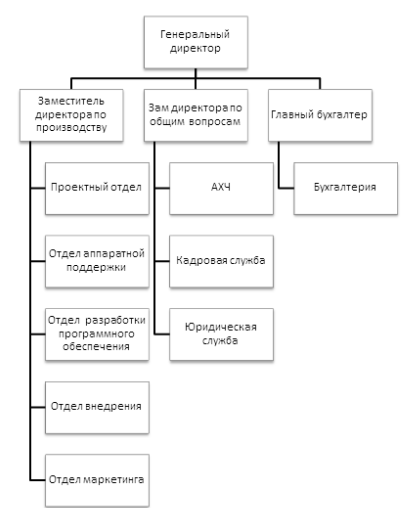 Генеральный
директор
Заместитель
директора по
производству
Зам директора по
общим вопросам
Главный бухгалтер
Проектный отдел
Отдел аппаратной
поддержки
Отдел разработки
программного
обеспечения
Отдел внедрения
Отдел маркетинга
АХЧ
Кадровая служба
Юридическая
служба
Бухгалтерия